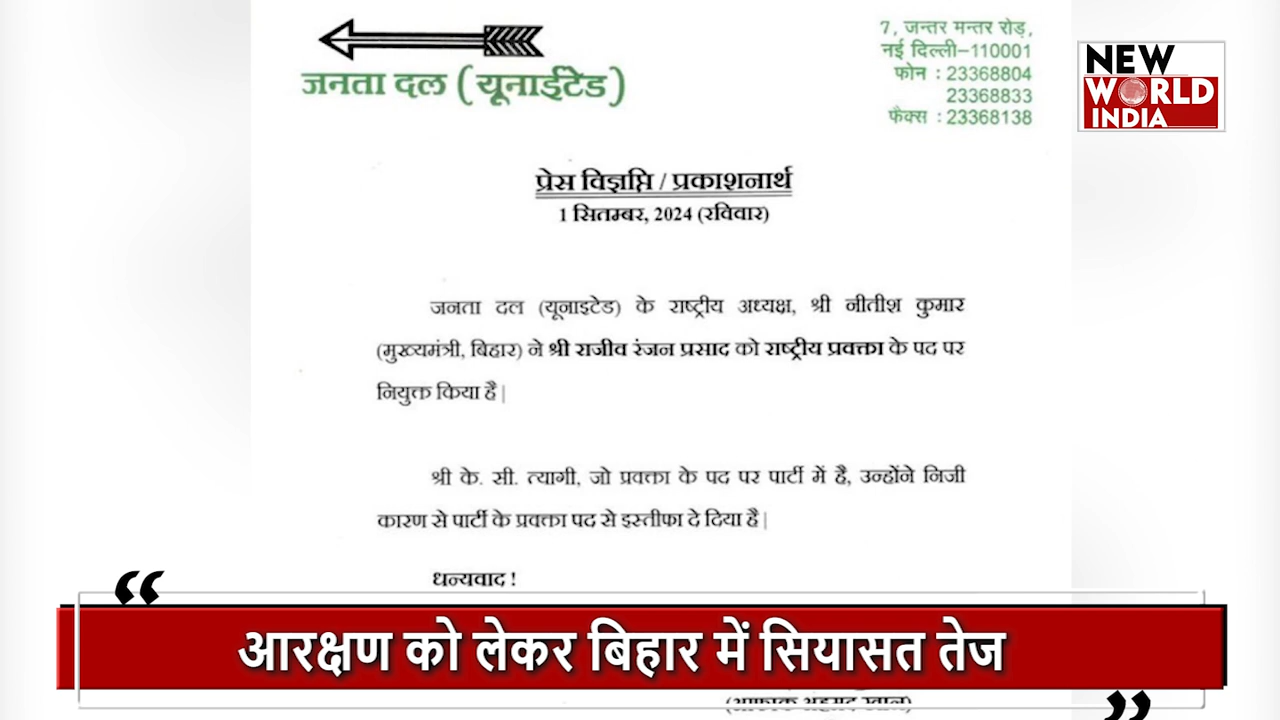 जनता दल (यूनाईटेड)
7, जन्तर मन्तर रोड़,
नई दिल्ली-110001
फोन : 23368804
23368833
फैक्स : 23368138
NEW
WORLD
INDIA
प्रेस विज्ञप्ति / प्रकाशनार्थ
1 सितम्बर, 2024 (रविवार)
जनता दल (यूनाइटेड) के राष्ट्रीय अध्यक्ष, श्री नीतीश कुमार
(मुख्यमंत्री, बिहार) ने श्री राजीव रंजन प्रसाद को राष्ट्रीय प्रवक्ता के पद पर
नियुक्त किया है|
श्री के. सी. त्यागी, जो प्रवक्ता के पद पर पार्टी में है, उन्होंने निजी
कारण से पार्टी के प्रवक्ता पद से इस्तीफा दे दिया है|
धन्यवाद !
“
आरक्षण को लेकर बिहार में सियासत तेज
”